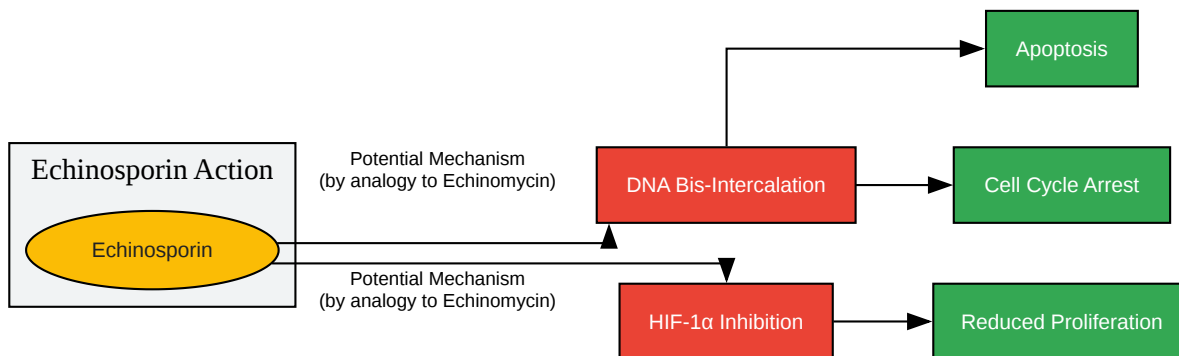 Apoptosis
Echinosporin Action
Potential Mechanism
(by analogy to Echinomycin)
DNA Bis-Intercalation
Cell Cycle Arrest
Echinosporin
Potential Mechanism
(by analogy to Echinomycin)
HIF-1α Inhibition
Reduced Proliferation